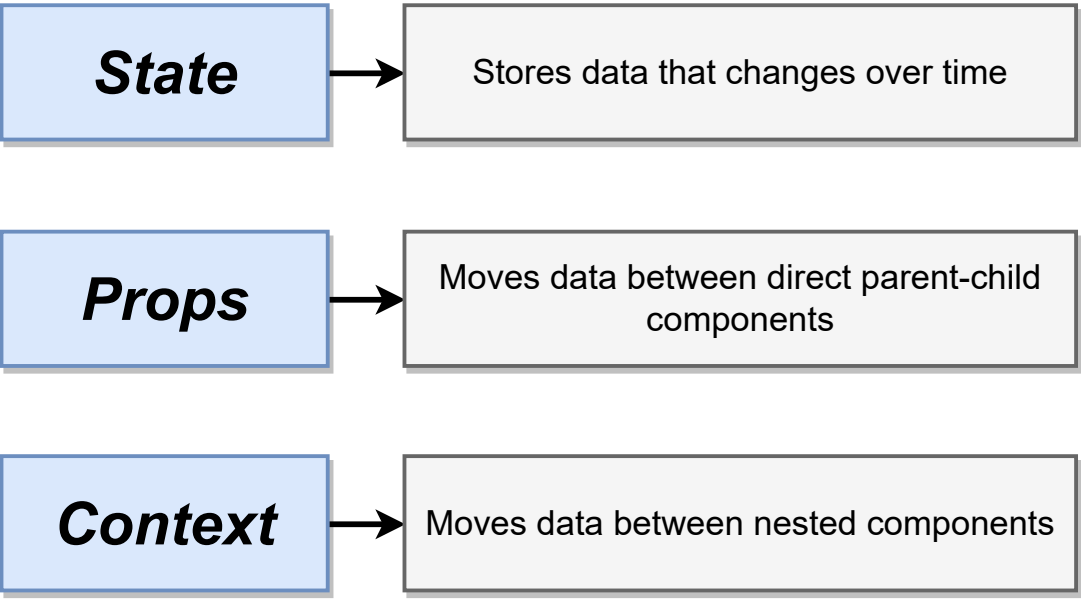 State
Stores data that changes over time
Props
Moves data between direct parent-child
components
Context
Moves data between nested components